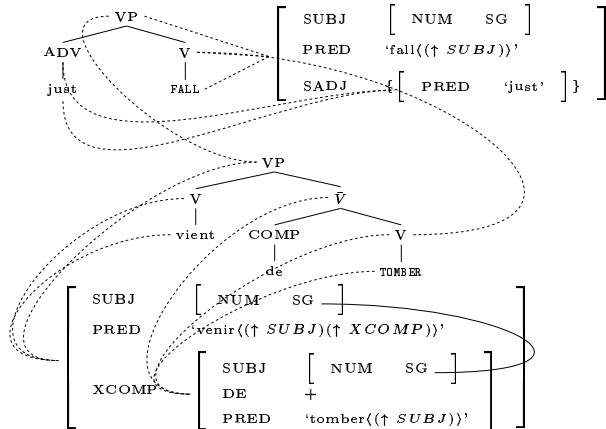 VP
SUBJ [ NUM SG ]
ADV V
PRED ‘fall⟨(↑ SUBJ)⟩’
just FALL
SADJ { [ PRED ‘just’ ] }
VP
V V̄
vient COMP V
de TOMBER
SUBJ [ NUM SG ]
PRED ‘venir⟨(↑ SUBJ)(↑ XCOMP)⟩’
SUBJ [ NUM SG ]
XCOMP DE +
PRED ‘tomber⟨(↑ SUBJ)⟩’